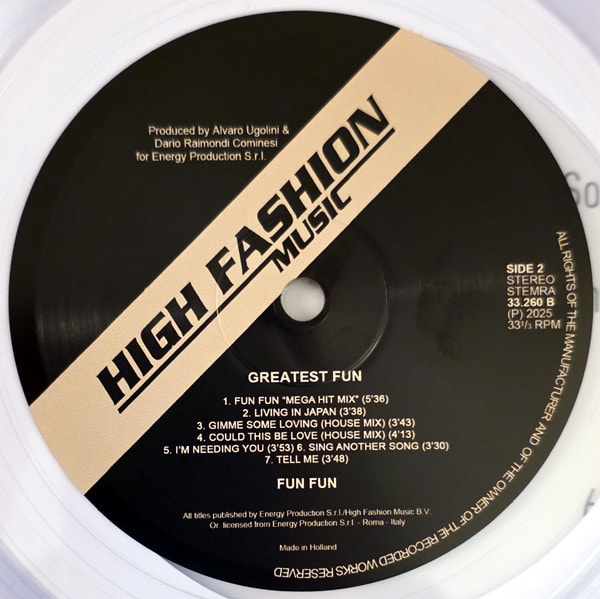 Produced by Alvaro Ugolini &
Dario Raimondi Cominesi
for Energy Production S.r.l.
HIGH FASHION
MUSIC
SIDE 2
STEREO
STEMRA
33.260 B
(P) 2025
33⅓ RPM
GREATEST FUN
1. FUN FUN "MEGA HIT MIX" (5'36)
2. LIVING IN JAPAN (3'38)
3. GIMME SOME LOVING (HOUSE MIX) (3'43)
4. COULD THIS BE LOVE (HOUSE MIX) (4'13)
5. I'M NEEDING YOU (3'53) 6. SING ANOTHER SONG (3'30)
7. TELL ME (3'48)
FUN FUN
All titles published by Energy Production S.r.l./High Fashion Music B.V.
Or. licensed from Energy Production S.r.l. - Roma - Italy
Made in Holland
ALL RIGHTS OF THE MANUFACTURER AND OF THE OWNER OF THE RECORDED WORKS RESERVED